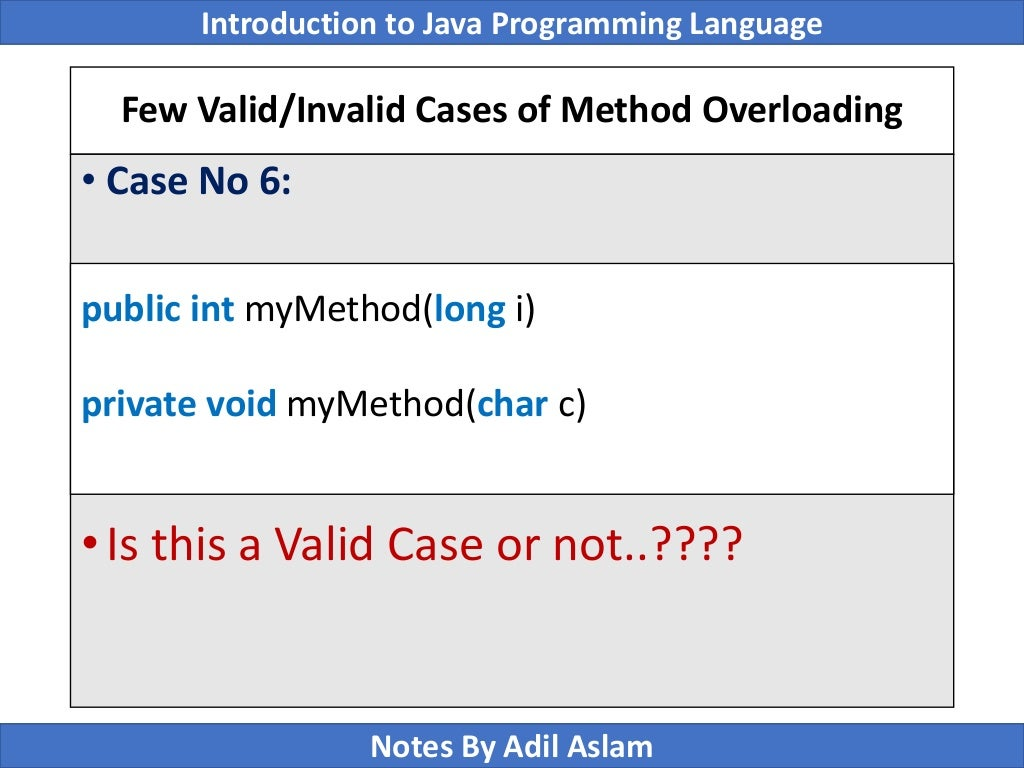 Introduction to Java Programming Language
Few Valid/Invalid Cases of Method Overloading
• Case No 6:
public int myMethod(long i)
private void myMethod(char c)
• Is this a Valid Case or not..????
Notes By Adil Aslam